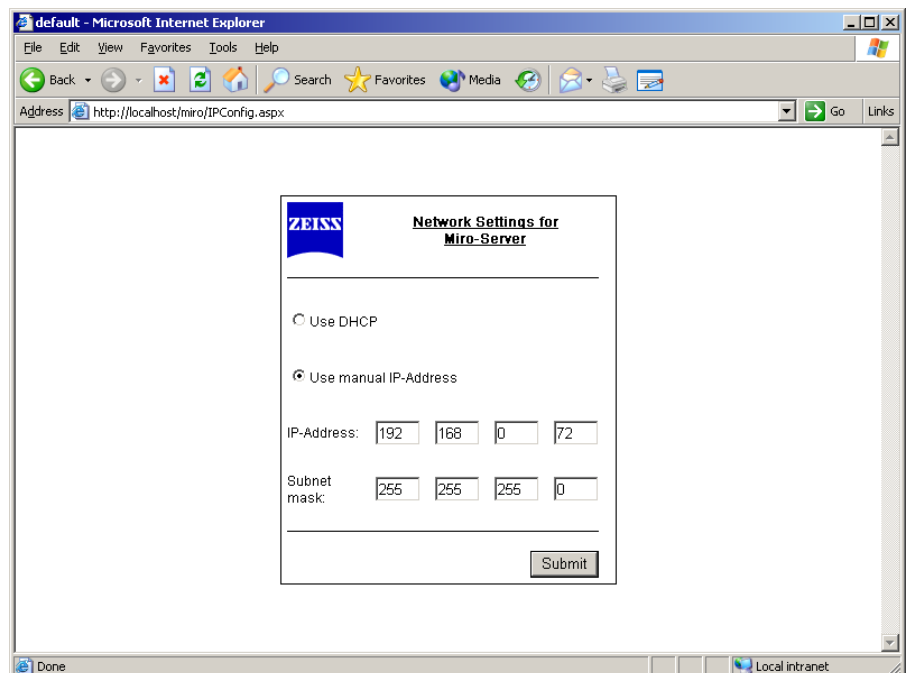 default - Microsoft Internet Explorer
File Edit View Favorites Tools Help
Back Search Favorites Media
Address http://localhost/miro/IPConfig.aspx Go Links
ZEISS
Network Settings for
Miro-Server
Use DHCP
Use manual IP-Address
IP-Address: 192 168 0 72
Subnet
mask: 255 255 255 0
Submit
Done Local intranet